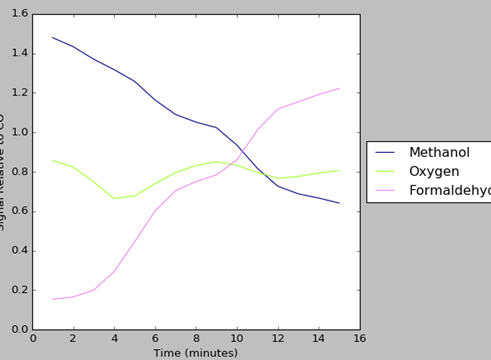 1.6
1.4
1.2
1.0
0.8
0.6
0.4
0.2
0.0
0 2 4 6 8 10 12 14 16
Time (minutes)
Signal Relative to CO
Methanol
Oxygen
Formaldehyd